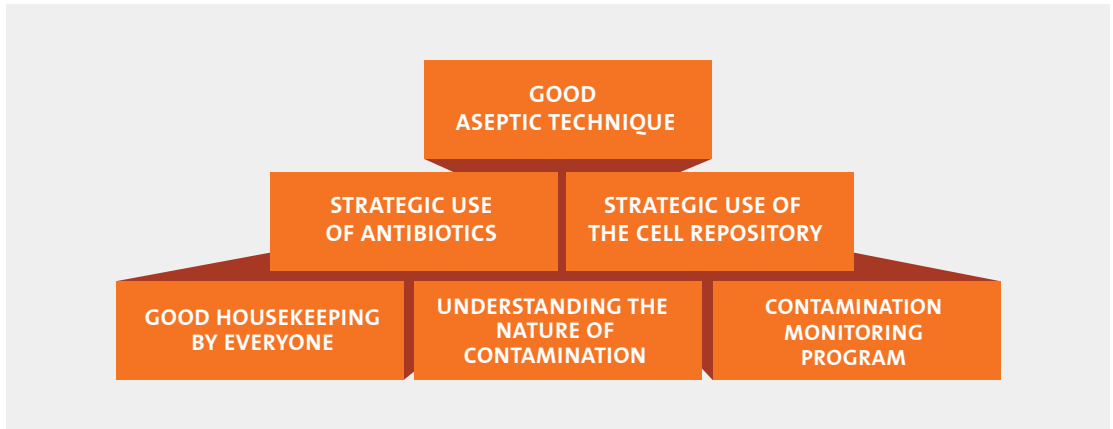 GOOD
ASEPTIC TECHNIQUE
STRATEGIC USE
OF ANTIBIOTICS
STRATEGIC USE OF
THE CELL REPOSITORY
GOOD HOUSEKEEPING
BY EVERYONE
UNDERSTANDING THE
NATURE OF
CONTAMINATION
CONTAMINATION
MONITORING
PROGRAM